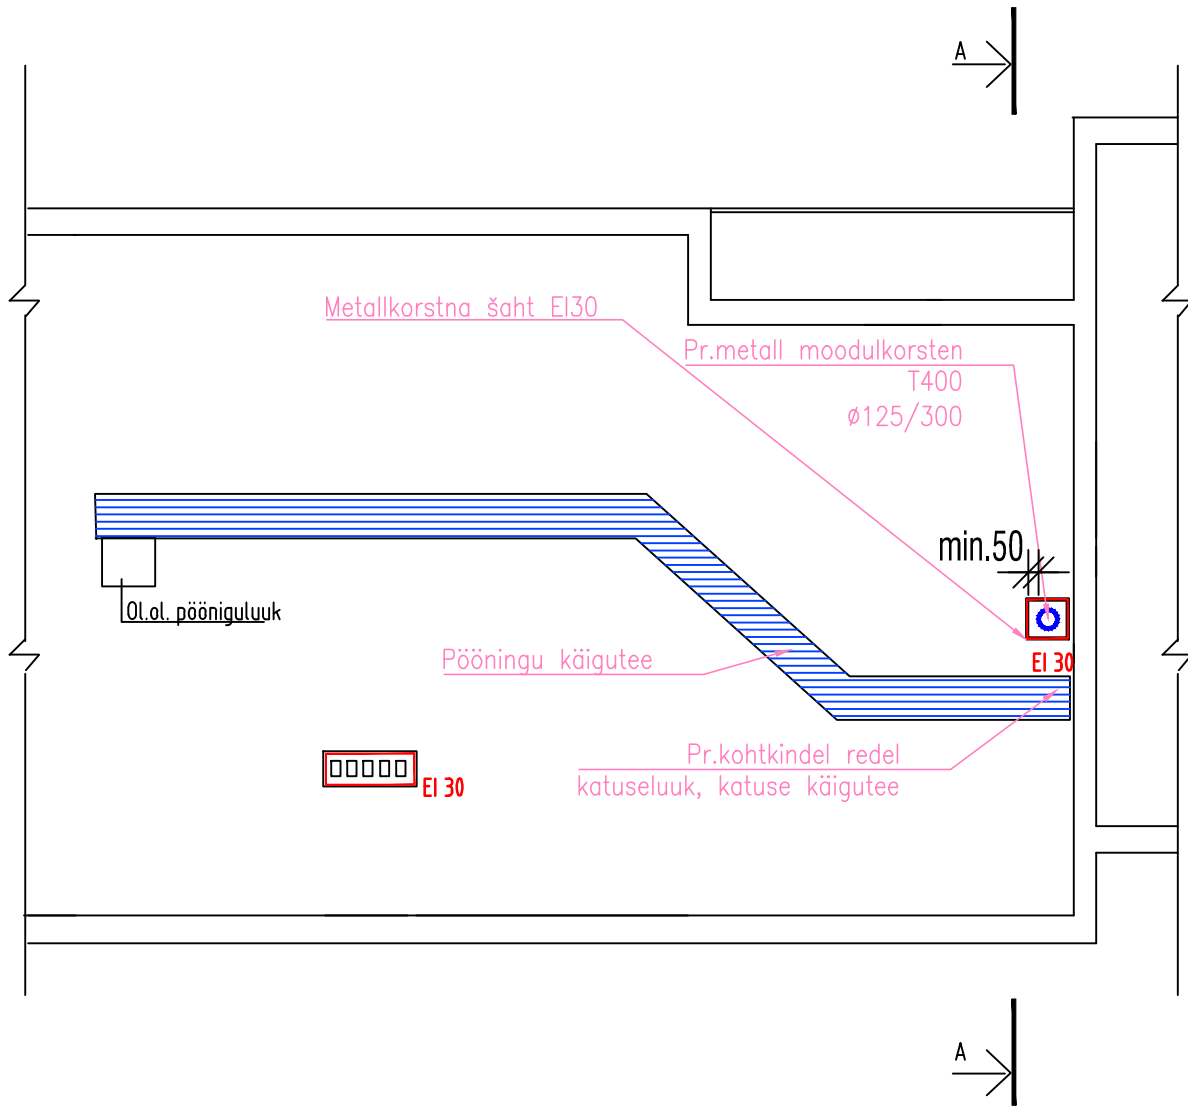 A
Metallkorstna šaht EI30
Pr.metall moodulkorsten
T400
ø125/300
min.50
Ol.ol. pööniguluuk
EI 30
Pööningu käigutee
Pr.kohtkindel redel
katuseluuk, katuse käigutee
EI 30
A